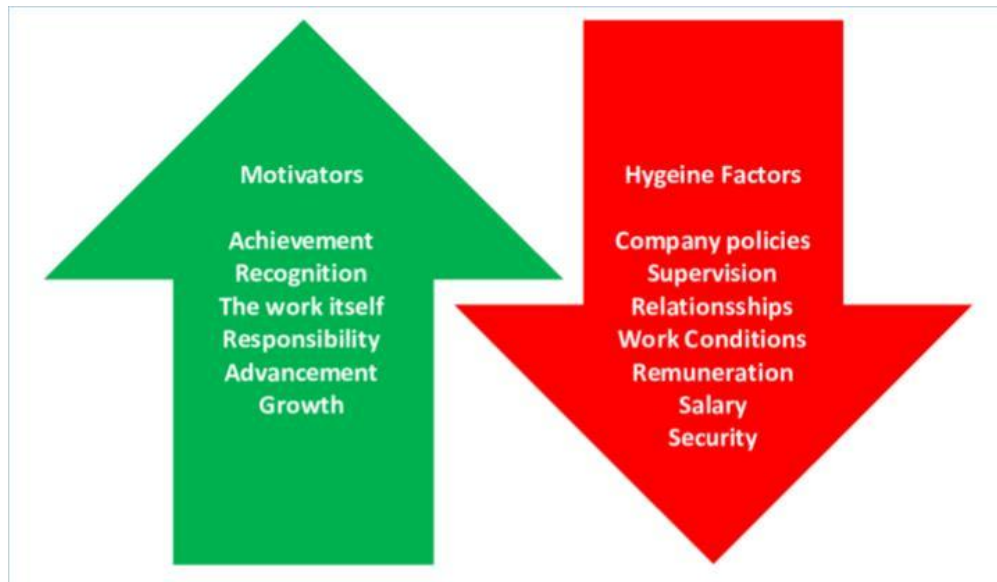 Motivators
Achievement
Recognition
The work itself
Responsibility
Advancement
Growth
Hygeine Factors
Company policies
Supervision
Relationsships
Work Conditions
Remuneration
Salary
Security